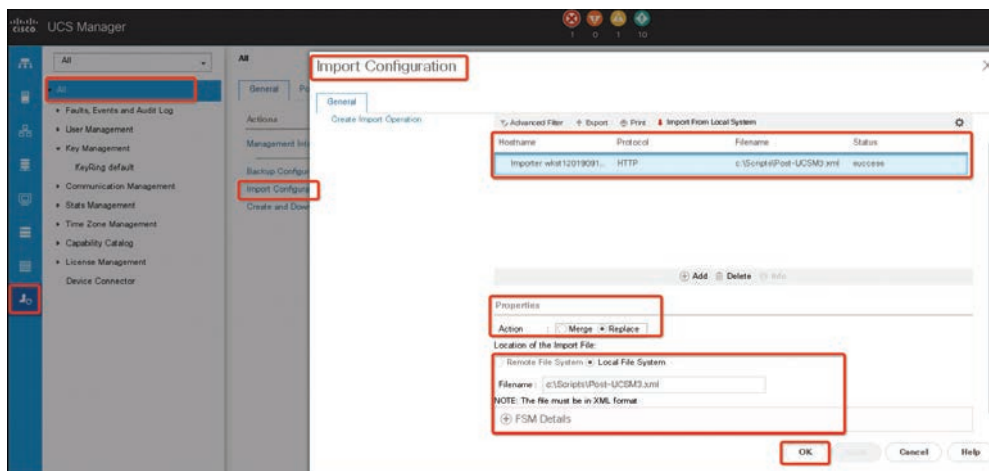 cisco UCS Manager
1 0 1 10
All
All
Faults, Events and Audit Log
User Management
Key Management
KeyRing default
Communication Management
Stats Management
Time Zone Management
Capability Catalog
License Management
Device Connector
All
General
Actions
Management
Backup
Import
Create and
Import Configuration
General
Create Import Operation
Advanced Filter Export Print Import From Local System
Hostname Protocol Filename Status
Importer HTTP c:\Scripts\Post-UCSM3.xml success
Add Delete Info
Properties
Action : Merge Replace
Location of the Import File:
Remote File System Local File System
Filename : c:\Scripts\Post-UCSM3.xml
NOTE: The file must be in XML format
FSM Details
OK Cancel Help